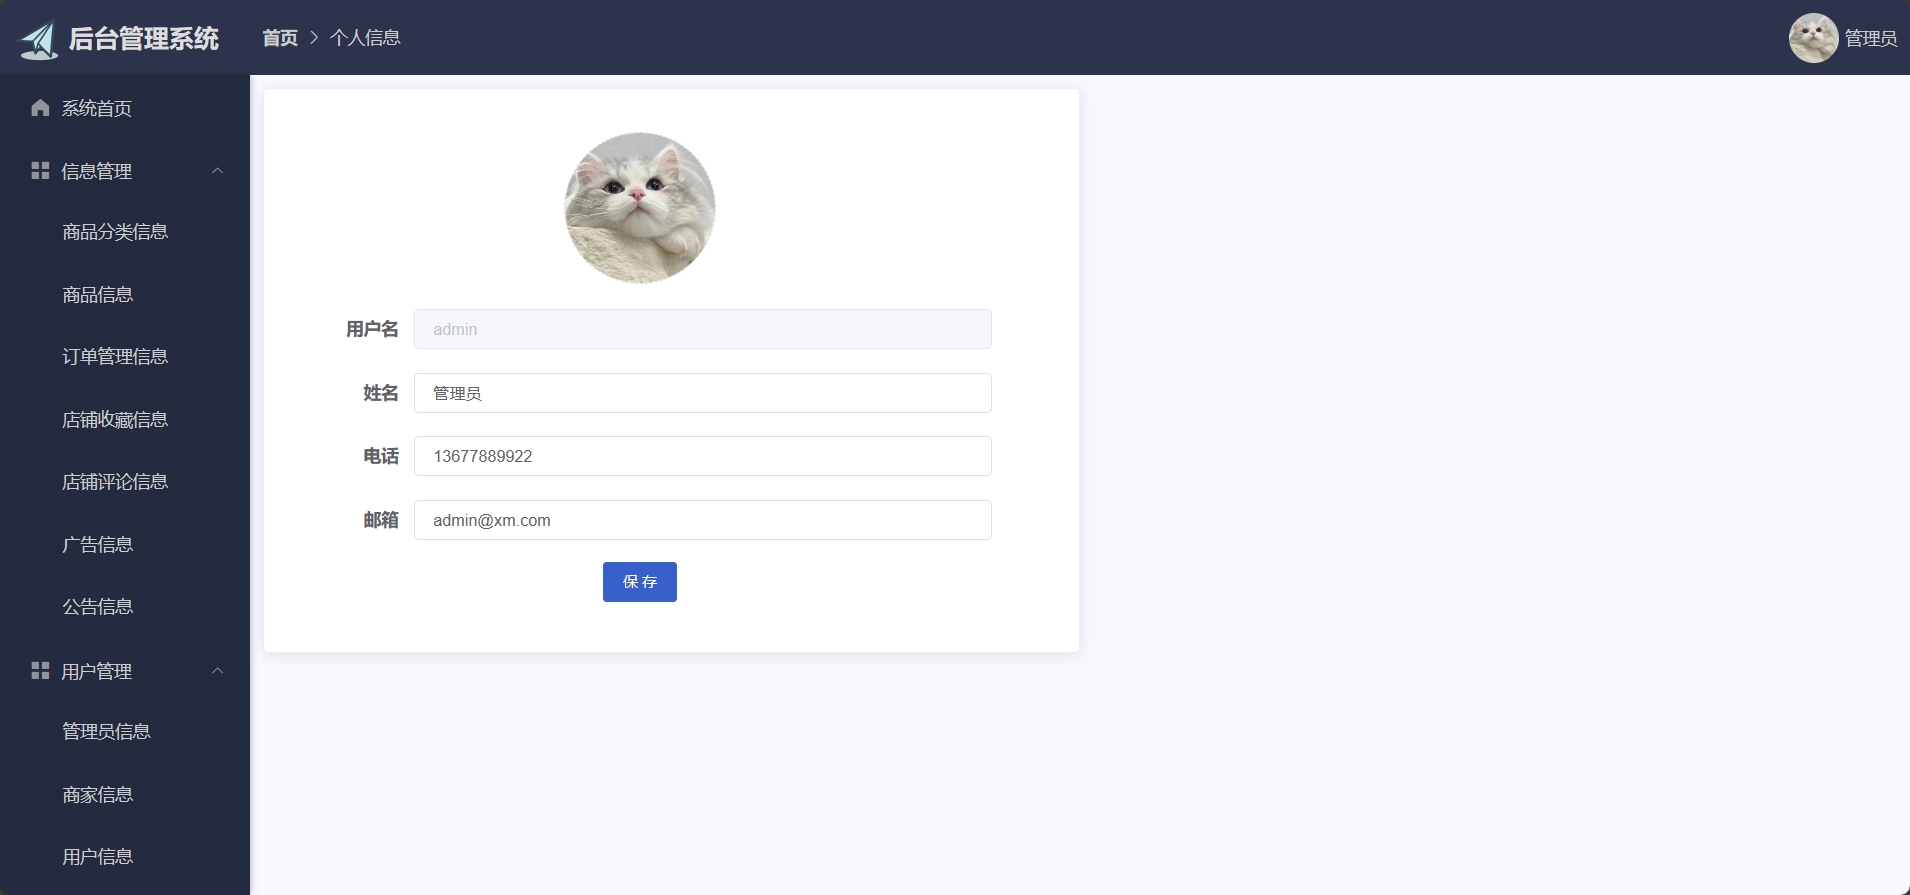 后台管理系统
首页 > 个人信息
管理员
系统首页
信息管理
商品分类信息
商品信息
订单管理信息
店铺收藏信息
店铺评论信息
广告信息
公告信息
用户管理
管理员信息
商家信息
用户信息
用户名 admin
姓名 管理员
电话 13677889922
邮箱 admin@xm.com
保 存